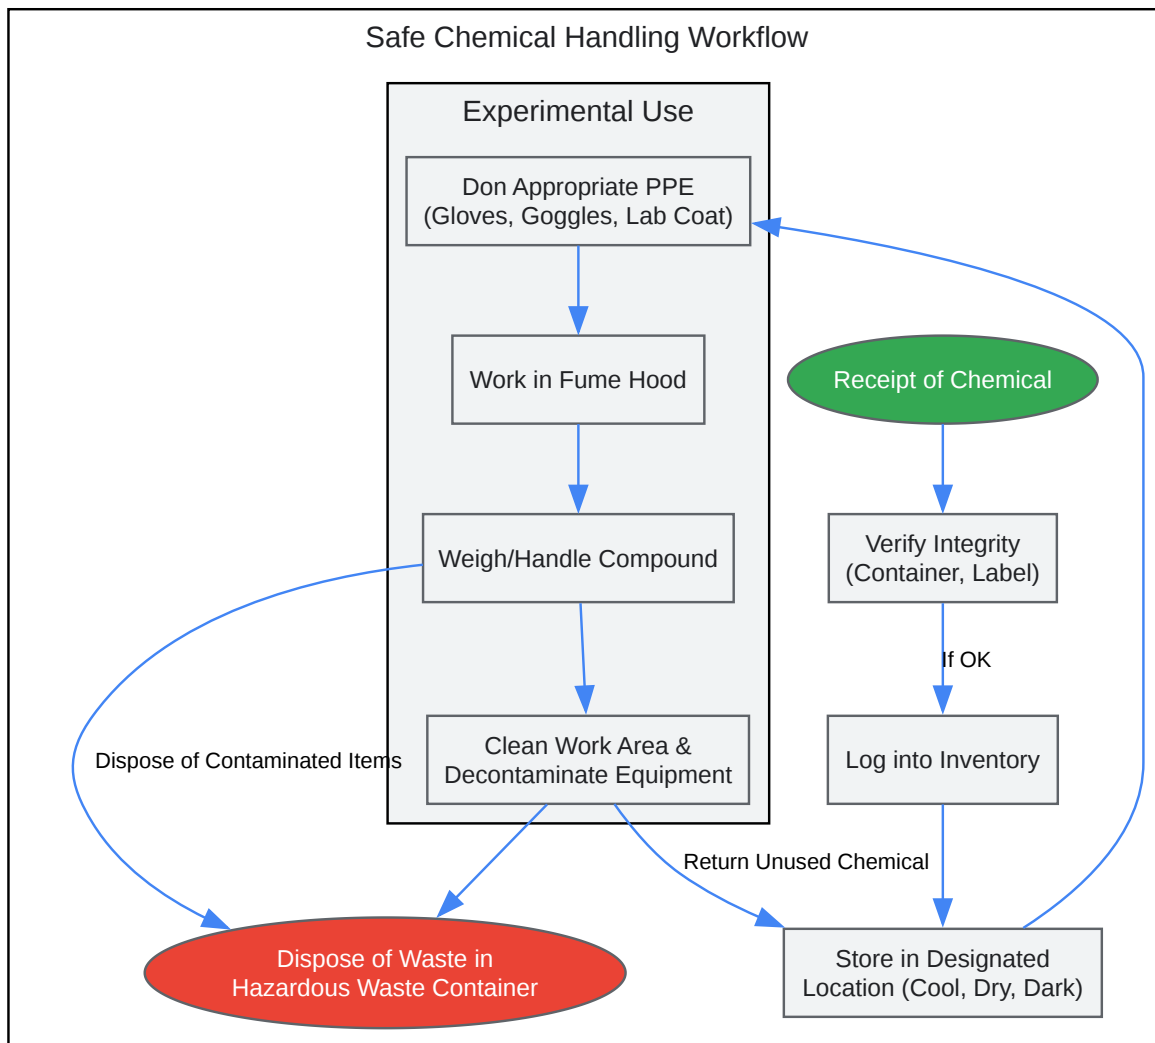 Safe Chemical Handling Workflow
Experimental Use
Don Appropriate PPE
(Gloves, Goggles, Lab Coat)
Work in Fume Hood
Receipt of Chemical
Weigh/Handle Compound
Verify Integrity
(Container, Label)
If OK
Dispose of Contaminated Items
Clean Work Area &
Decontaminate Equipment
Log into Inventory
Return Unused Chemical
Dispose of Waste in
Hazardous Waste Container
Store in Designated
Location (Cool, Dry, Dark)